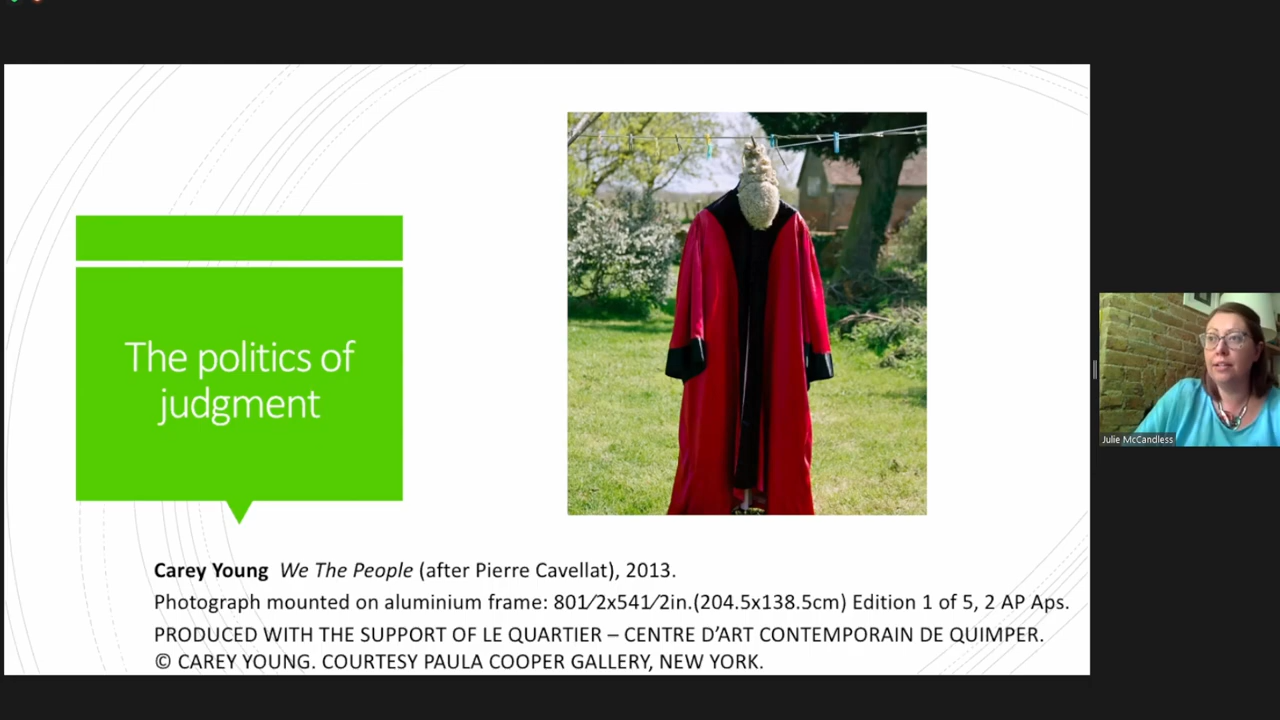 The politics of
judgment
Carey Young We The People (after Pierre Cavellat), 2013.
Photograph mounted on aluminium frame: 801⁄2x541⁄2in.(204.5x138.5cm) Edition 1 of 5, 2 AP Aps.
PRODUCED WITH THE SUPPORT OF LE QUARTIER – CENTRE D’ART CONTEMPORAIN DE QUIMPER.
© CAREY YOUNG. COURTESY PAULA COOPER GALLERY, NEW YORK.
Julie McCandless